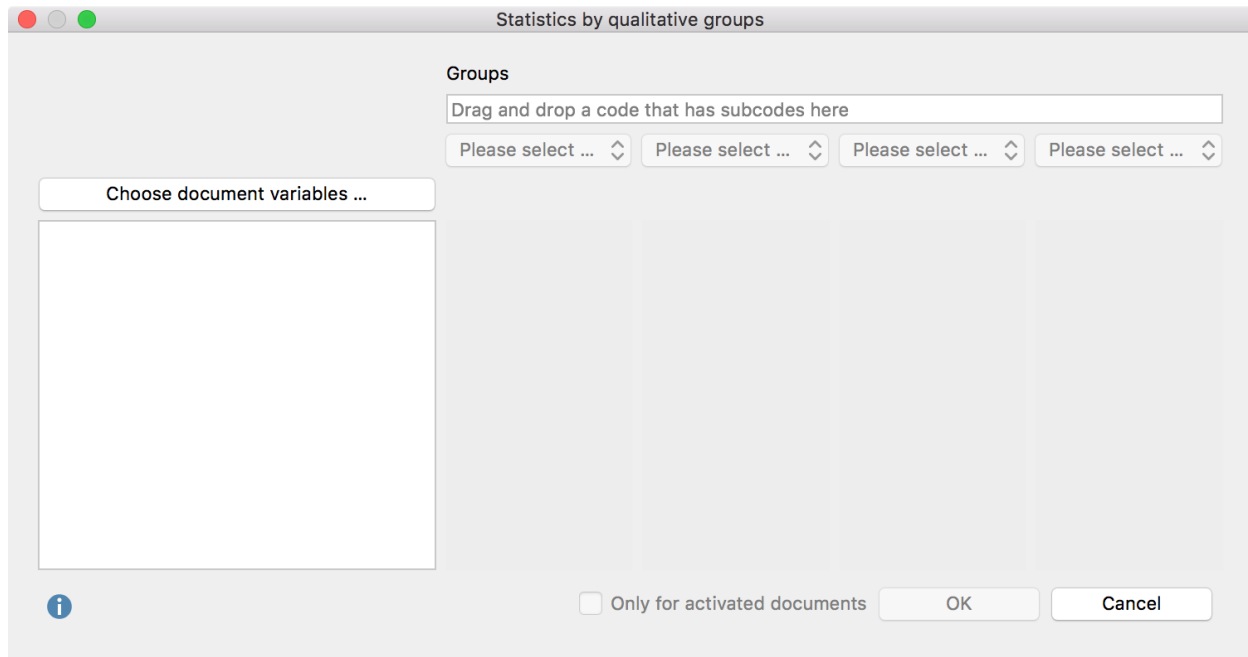 Statistics by qualitative groups
Groups
Drag and drop a code that has subcodes here
Please select ... Please select ... Please select ... Please select ...
Choose document variables ...
Only for activated documents OK Cancel